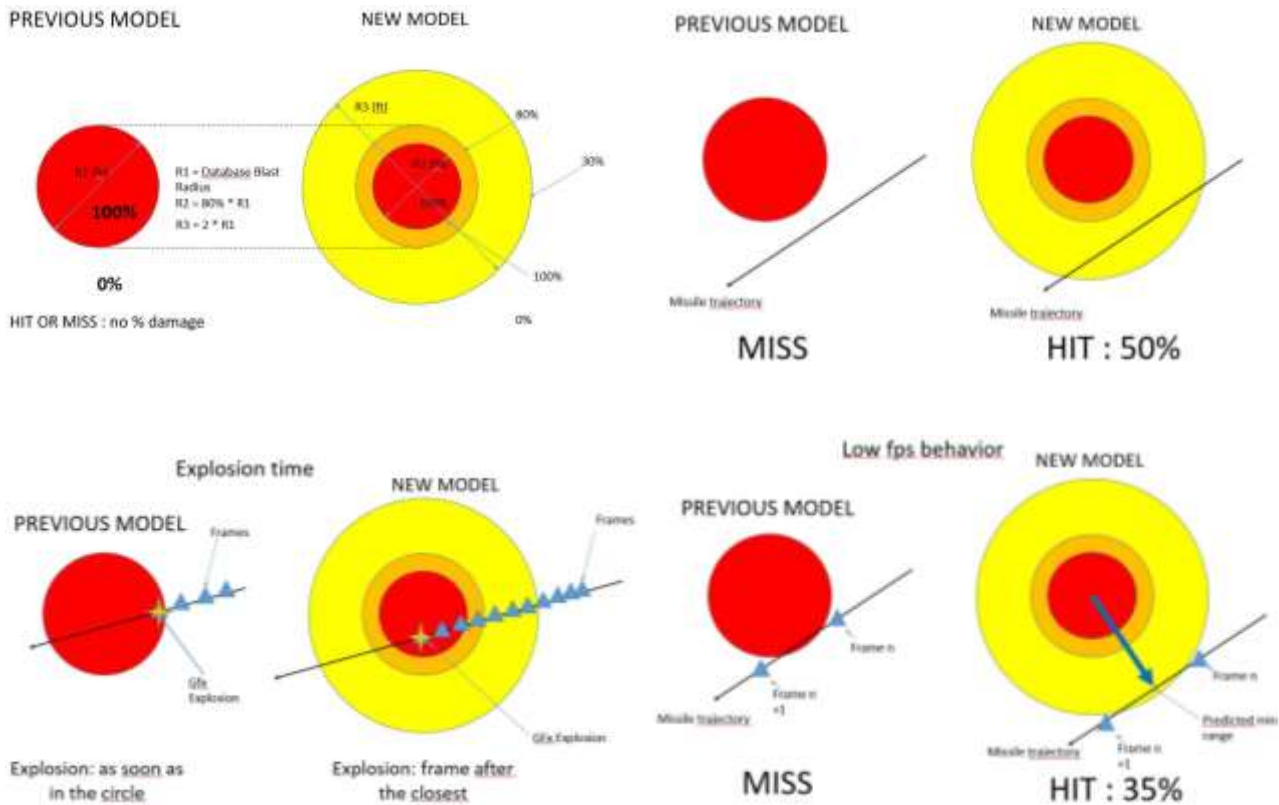 PREVIOUS MODEL
NEW MODEL
R3 (ft)
80%
30%
R1 = Database Blast
Radius
R2 = 80% * R1
R3 = 2 * R1
100%
100%
0%
0%
HIT OR MISS : no % damage
PREVIOUS MODEL
NEW MODEL
Missile trajectory
Missile trajectory
MISS
HIT : 50%
Explosion time
PREVIOUS MODEL
NEW MODEL
Frames
Frames
Gfx
Explosion
GFx Explosion
Explosion: as soon as
in the circle
Explosion: frame after
the closest
Low fps behavior
PREVIOUS MODEL
NEW MODEL
Frame n
Frame n
+1
Missile trajectory
Frame n
Predicted min
range
Frame n
+1
Missile trajectory
MISS
HIT : 35%